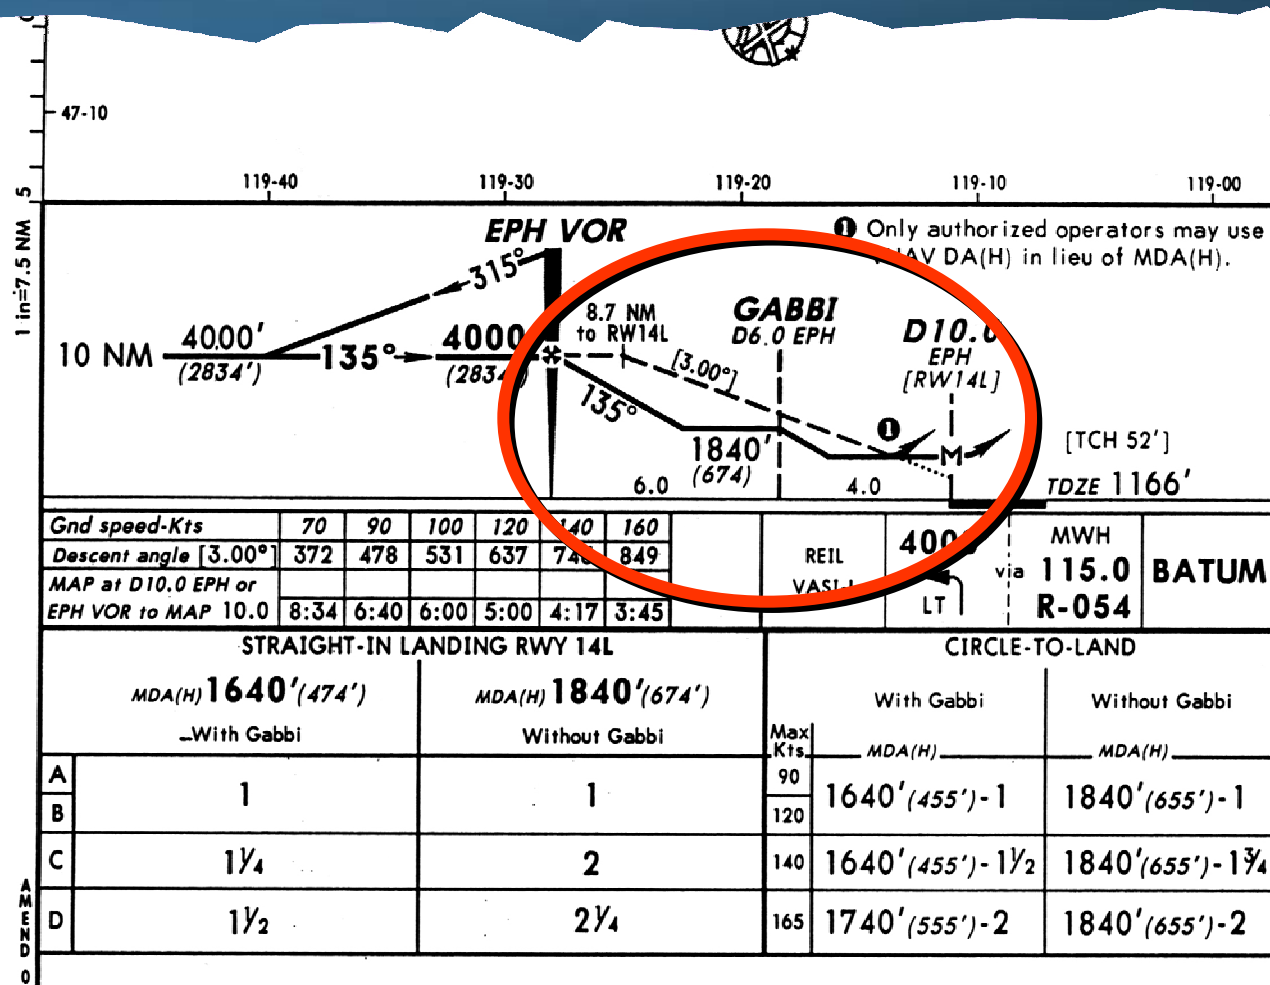 47-10
119-40 119-30 119-20 119-10 119-00
5
1 in=7.5 NM
EPH VOR
❶ Only authorized operators may use
DA(H) in lieu of MDA(H).
315°
8.7 NM
to RW14L
GABBI
D6.0 EPH
EPH
[RW14L]
10 NM
4000'
(2834')
135°
4000
[3.00°]
135°
❶
M
1840'
(674)
6.0
4.0
[TCH 52']
TDZE 1166'
Gnd speed-Kts 70 90 100 120 140 160
Descent angle [3.00°] 372 478 531 637 849
MAP at D10.0 EPH or
EPH VOR to MAP 10.0 8:34 6:40 6:00 5:00 4:17 3:45
REIL
LT
via
MWH
115.0
R-054
BATUM
STRAIGHT-IN LANDING RWY 14L
MDA(H) 1640'(474') MDA(H) 1840'(674')
With Gabbi Without Gabbi
A
B
1 1
C 1¼ 2
D 1½ 2¼
CIRCLE-TO-LAND
With Gabbi Without Gabbi
Max
Kts MDA(H) MDA(H)
90
120
1640'(455')-1 1840'(655')-1
140 1640'(455')-1½ 1840'(655')-1¾
165 1740'(555')-2 1840'(655')-2
AMEND 0